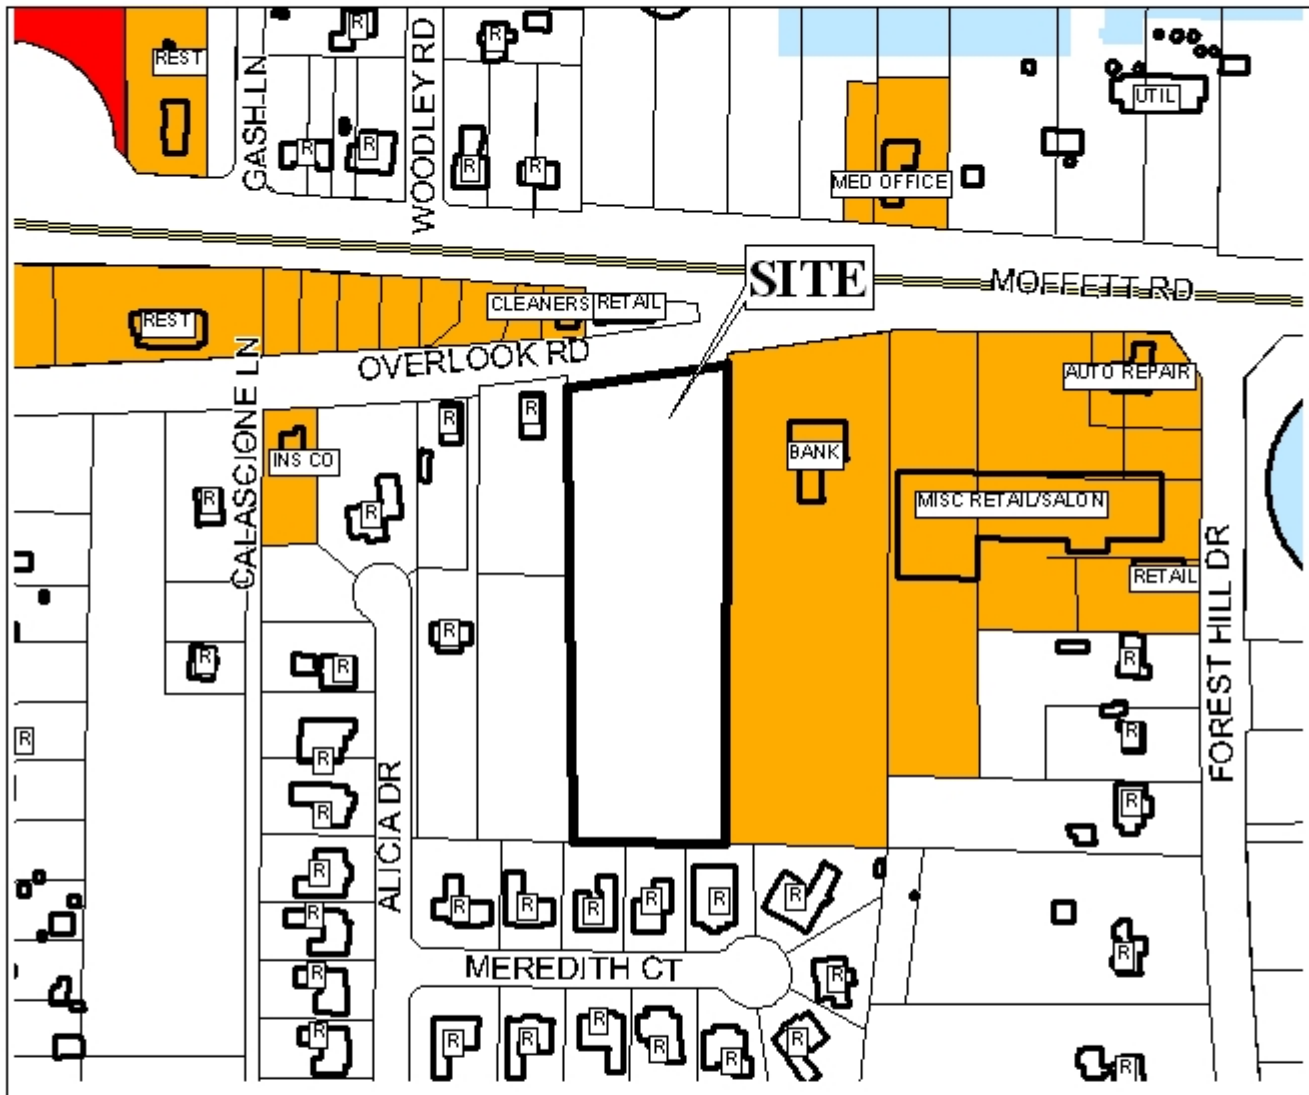 R
R
REST
GASH LN
WOODLEY RD
UTIL
R
R
R
R
MED OFFICE
SITE
MOFFETT RD
CLEANERS
RETAIL
REST
OVERLOOK RD
AUTO REPAIR
CALASGIONE LN
R
R
BANK
INS CO
R
R
MISC RETAIL/SALON
RETAIL
FOREST HILL DR
R
R
R
R
R
R
R
R
ALICIA DR
R
R
R
R
R
R
R
R
R
R
R
MEREDITH CT
R
R
R
R
R
R
R
R
R
R